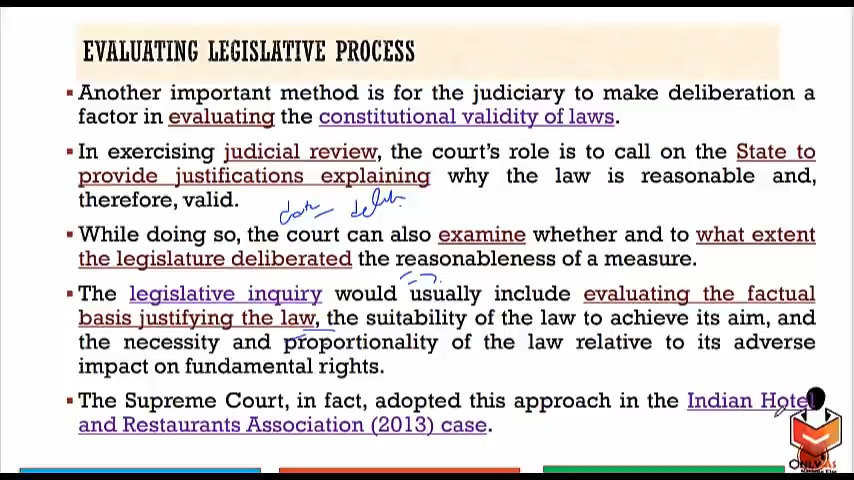 EVALUATING LEGISLATIVE PROCESS
▪ Another important method is for the judiciary to make deliberation a
factor in evaluating the constitutional validity of laws.
▪ In exercising judicial review, the court's role is to call on the State to
provide justifications explaining why the law is reasonable and,
therefore, valid.
▪ While doing so, the court can also examine whether and to what extent
the legislature deliberated the reasonableness of a measure.
▪ The legislative inquiry would usually include evaluating the factual
basis justifying the law, the suitability of the law to achieve its aim, and
the necessity and proportionality of the law relative to its adverse
impact on fundamental rights.
▪ The Supreme Court, in fact, adopted this approach in the Indian Hotel
and Restaurants Association (2013) case.